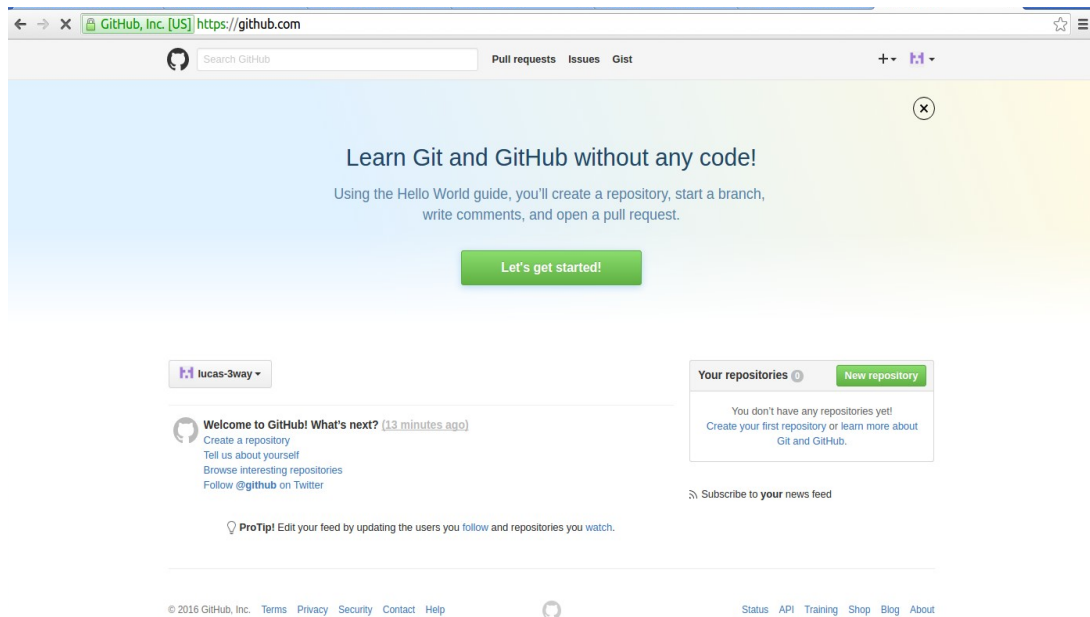 GitHub, Inc. [US] https://github.com
Search GitHub
Pull requests Issues Gist
Learn Git and GitHub without any code!
Using the Hello World guide, you'll create a repository, start a branch,
write comments, and open a pull request.
Let's get started!
lucas-3way
Your repositories 0 New repository
You don't have any repositories yet!
Create your first repository or learn more about
Git and GitHub.
Welcome to GitHub! What's next? (13 minutes ago)
Create a repository
Tell us about yourself
Browse interesting repositories
Follow @github on Twitter
Subscribe to your news feed
ProTip! Edit your feed by updating the users you follow and repositories you watch.
© 2016 GitHub, Inc. Terms Privacy Security Contact Help
Status API Training Shop Blog About